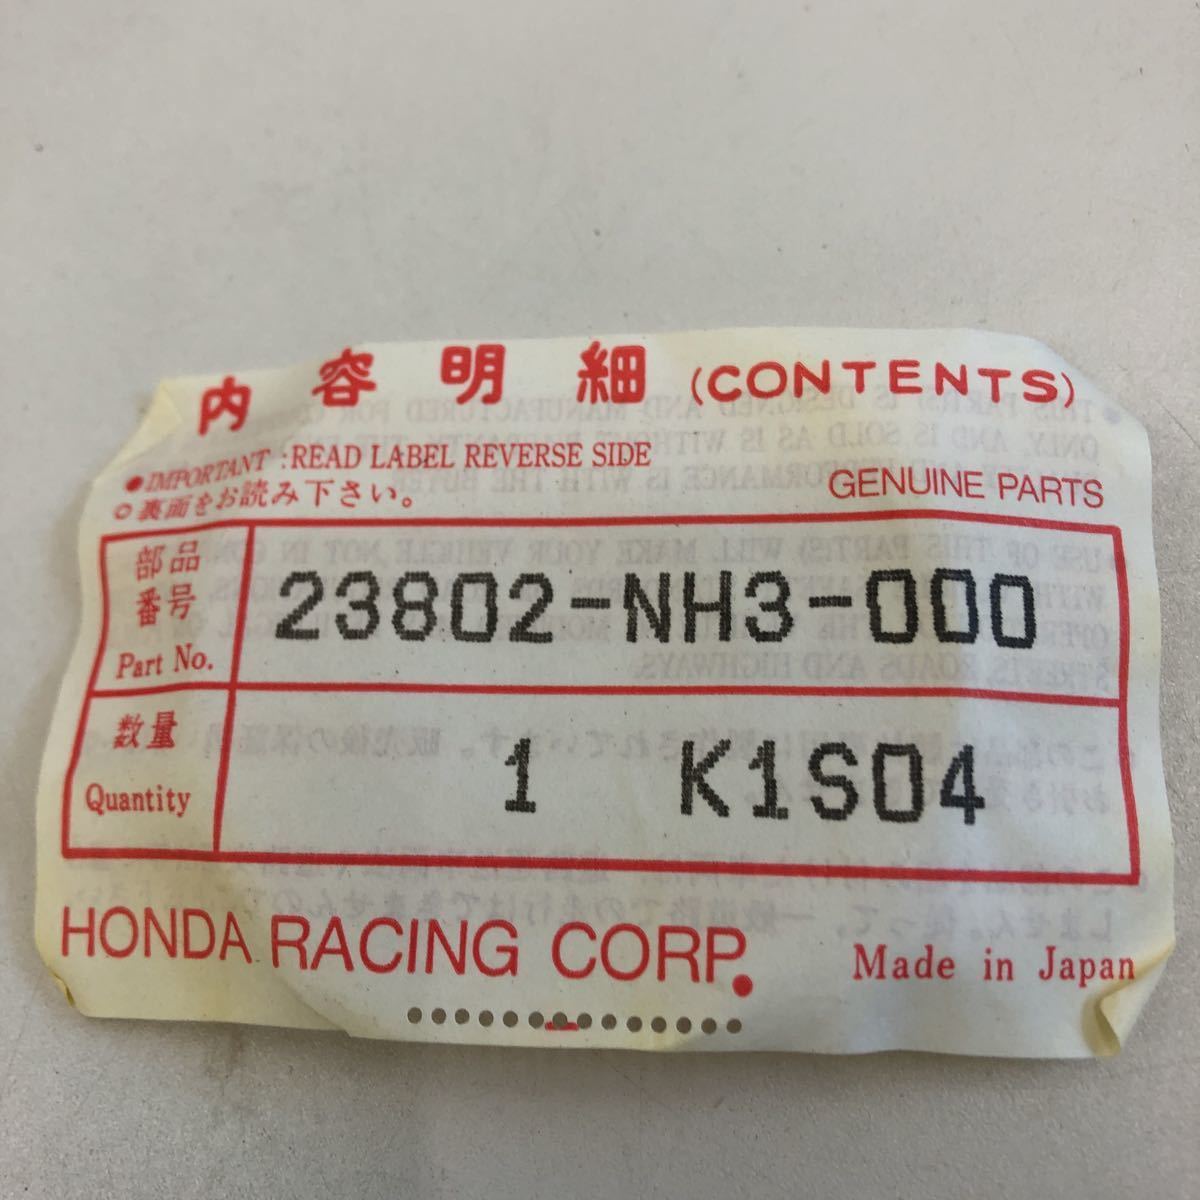 内容明細 (CONTENTS)
●IMPORTANT :READ LABEL REVERSE SIDE
○裏面をお読み下さい。
GENUINE PARTS
部品
番号
Part No.
23802-NH3-000
数量
Quantity
1 K1S04
HONDA RACING CORP.
Made in Japan